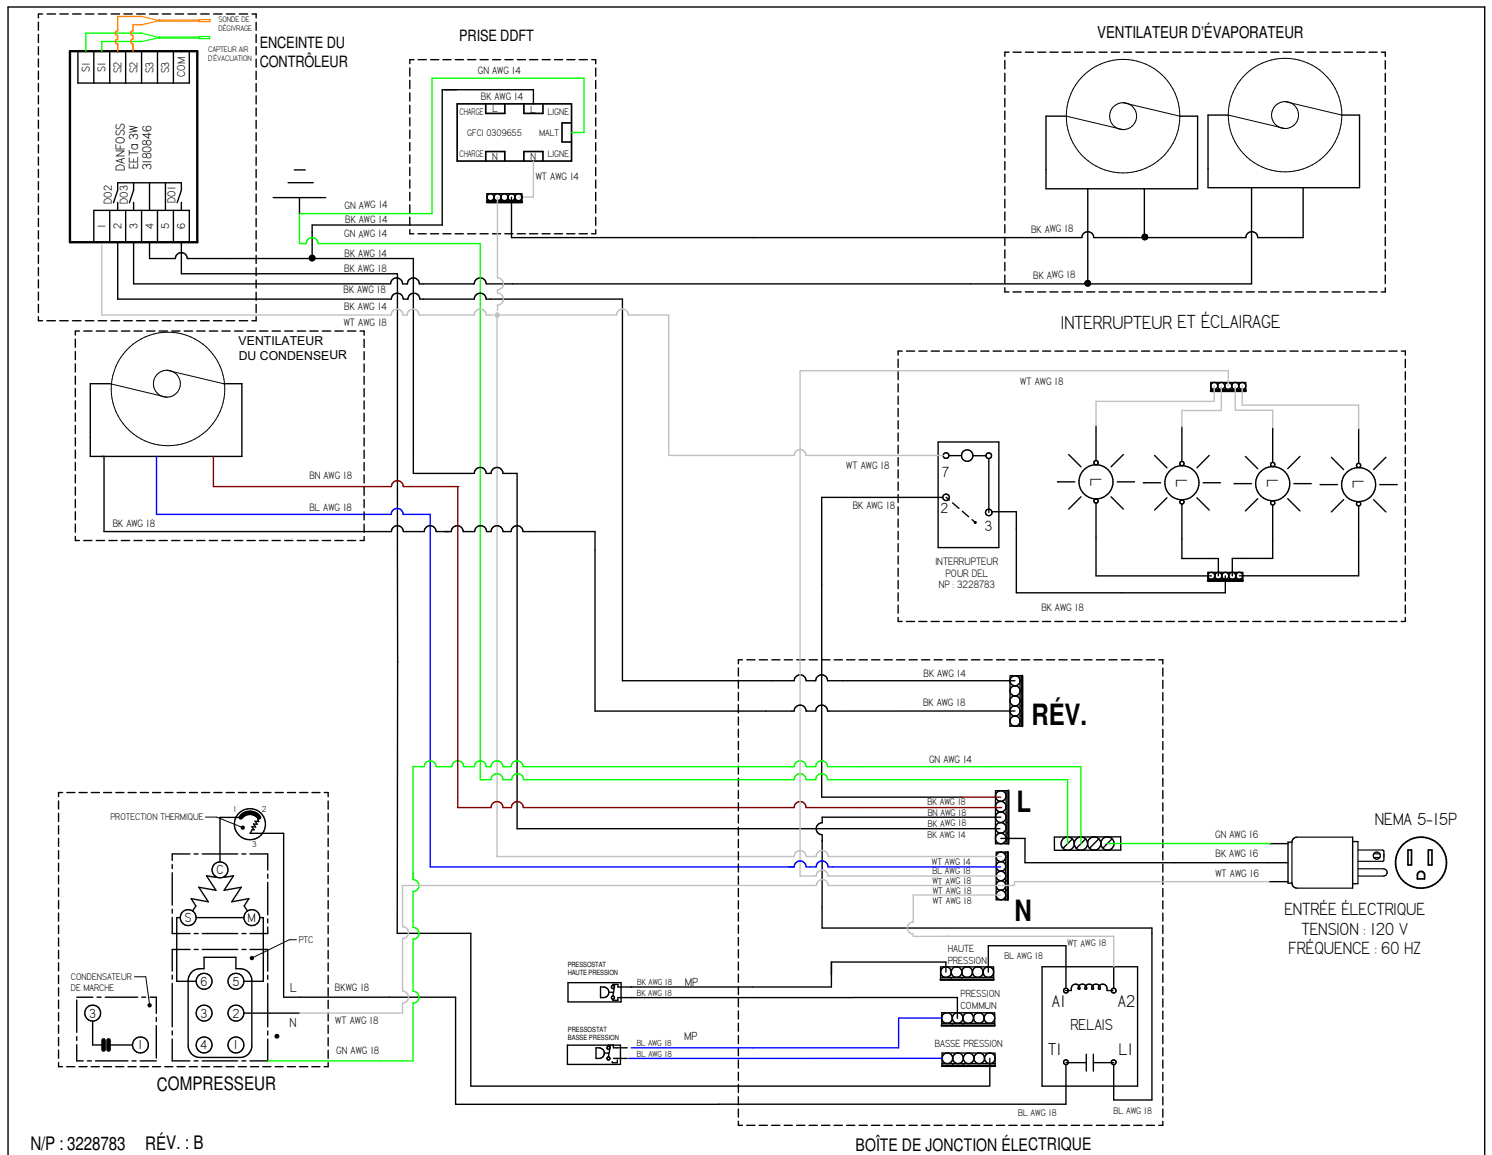 SONDE DE
DÉGIVRAGE
CAPTEUR AIR
D'ÉVACUATION
ENCEINTE DU
CONTRÔLEUR
S1 S1 S2 S2 S3 S3 COM
DANFOSS
EETa 3W
3180846
DO2 DO3 DO1
1 2 3 4 5 6
PRISE DDFT
GN AWG 14
BK AWG 14
CHARGE L L LIGNE
GFCI 0309655 MALT
CHARGE N N LIGNE
WT AWG 14
GN AWG 14
BK AWG 14
GN AWG 14
BK AWG 14
BK AWG 18
BK AWG 18
BK AWG 14
WT AWG 18
VENTILATEUR D'ÉVAPORATEUR
BK AWG 18
BK AWG 18
VENTILATEUR
DU CONDENSEUR
BN AWG 18
BL AWG 18
BK AWG 18
INTERRUPTEUR ET ÉCLAIRAGE
WT AWG 18
WT AWG 18
BK AWG 18
7
2
3
L L L L
INTERRUPTEUR
POUR DEL
NP : 3228783
BK AWG 18
BK AWG 14
BK AWG 18
RÉV.
GN AWG 14
L
BK AWG 18
BN AWG 18
BK AWG 18
BK AWG 14
WT AWG 14
BL AWG 18
WT AWG 18
WT AWG 18
WT AWG 18
N
GN AWG 16
BK AWG 16
WT AWG 16
NEMA 5-15P
ENTRÉE ÉLECTRIQUE
TENSION : 120 V
FRÉQUENCE : 60 HZ
PROTECTION THERMIQUE
1 2
3
C
S M
PTC
CONDENSATEUR
DE MARCHE
3 1
6 5
3 2
4 1
L
N
BKWG 18
WT AWG 18
GN AWG 18
COMPRESSEUR
PRESSOSTAT
HAUTE PRESSION
BK AWG 18 MP
BK AWG 18
PRESSOSTAT
BASSE PRESSION
BL AWG 18 MP
BL AWG 18
HAUTE
PRESSION
BL AWG 18
WT AWG 18
PRESSION
COMMUN
BASSE PRESSION
A1 A2
RELAIS
T1 L1
BL AWG 18
BL AWG 18
BOÎTE DE JONCTION ÉLECTRIQUE
N/P : 3228783 RÉV. : B